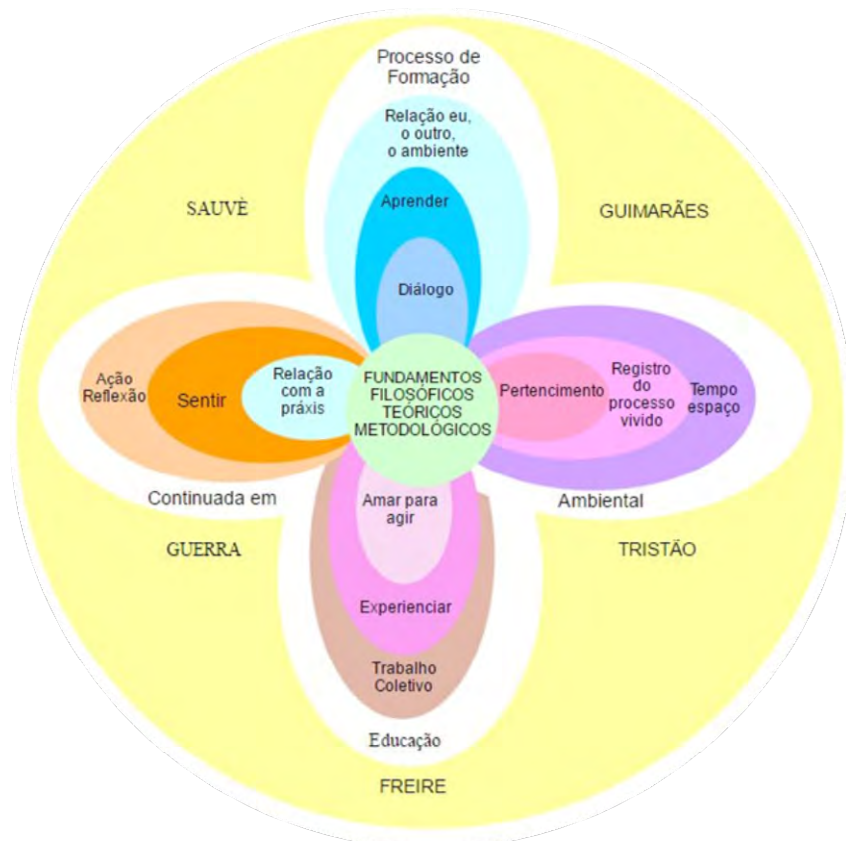 Processo de
Formação
Relação eu,
o outro,
o ambiente
Aprender
Diálogo
SAUVÈ
GUIMARÃES
Ação
Reflexão
Sentir
Relação
com a
práxis
FUNDAMENTOS
FILOSÓFICOS
TEÓRICOS
METODOLÓGICOS
Pertencimento
Registro
do
processo
vivido
Tempo
espaço
Continuada em
Ambiental
Amar para
agir
GUERRA
TRISTÃO
Experienciar
Trabalho
Coletivo
Educação
FREIRE